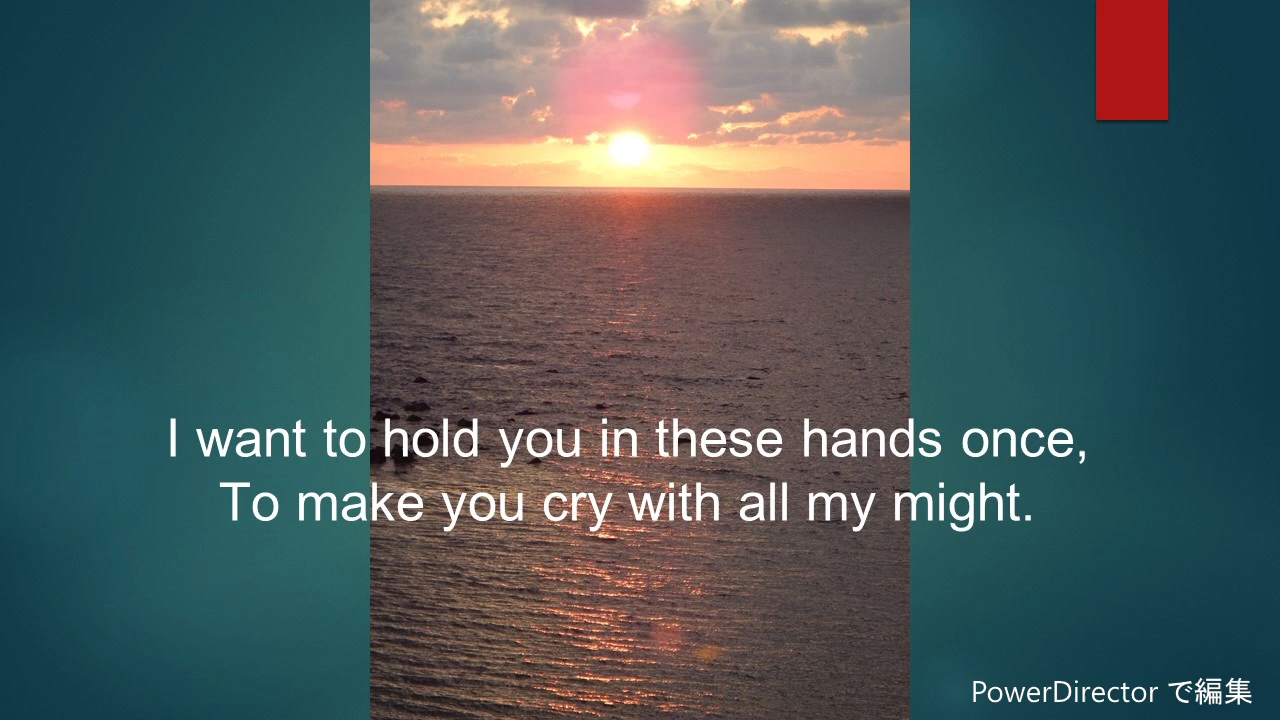 I want to hold you in these hands once,
To make you cry with all my might.
PowerDirector で編集